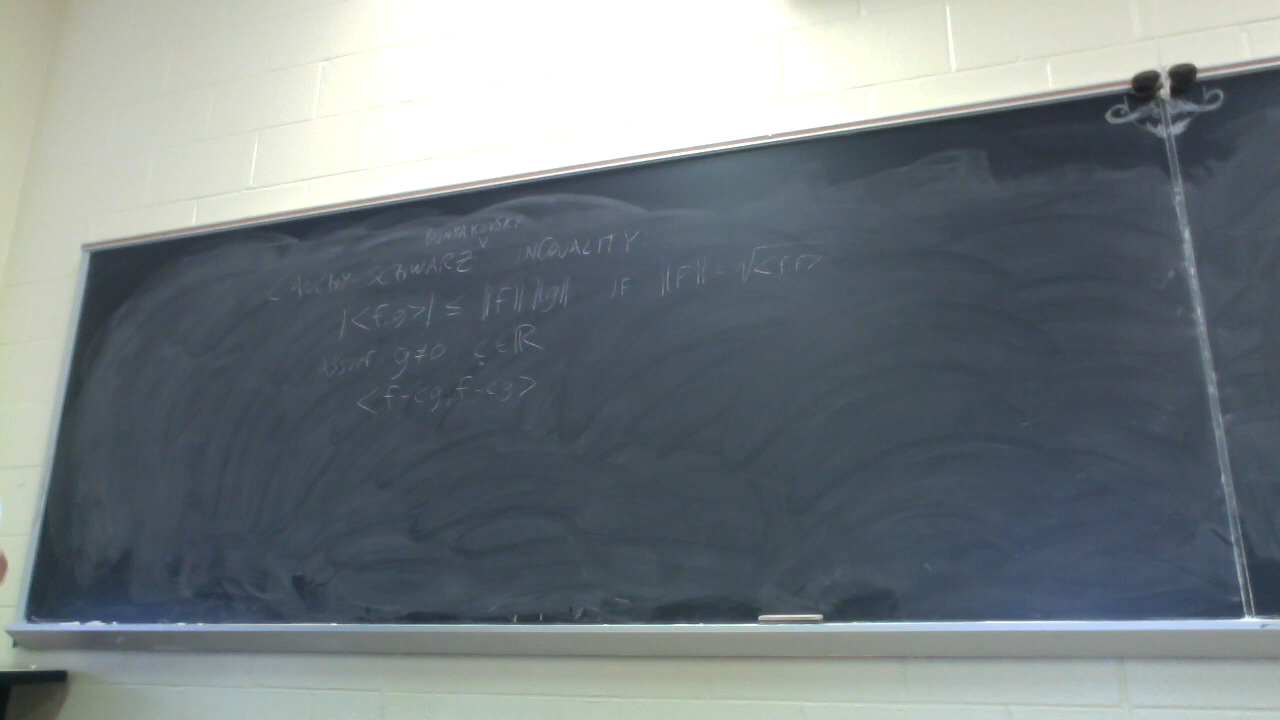 BUNYAKOVSKY
CAUCHY-SCHWARZ INEQUALITY
|<f,g>| ≤ ||f|| ||g|| IF ||f|| = √<f,f>
ASSUME g≠0 c∈ℝ
<f-cg, f-cg>